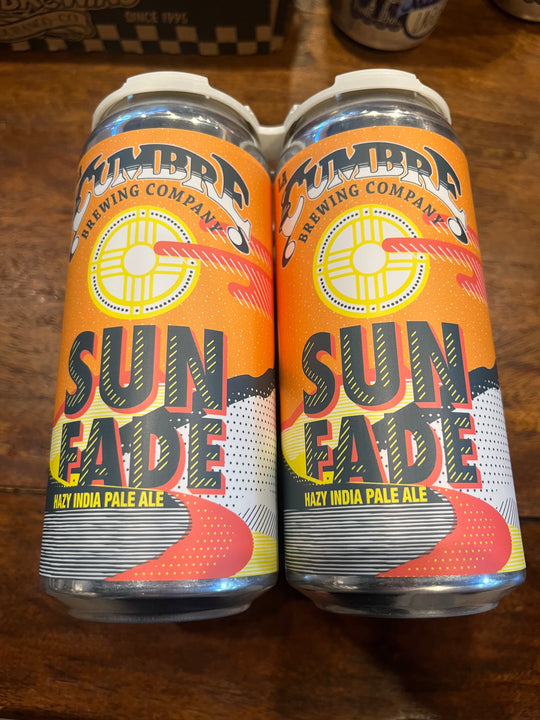 SINCE 1995
CUMBRE
BREWING COMPANY
SUN
FADE
HAZY INDIA PALE ALE
LA
CUMBRE
BREWING COMPANY
SUN
FADE
HAZY INDIA PALE ALE